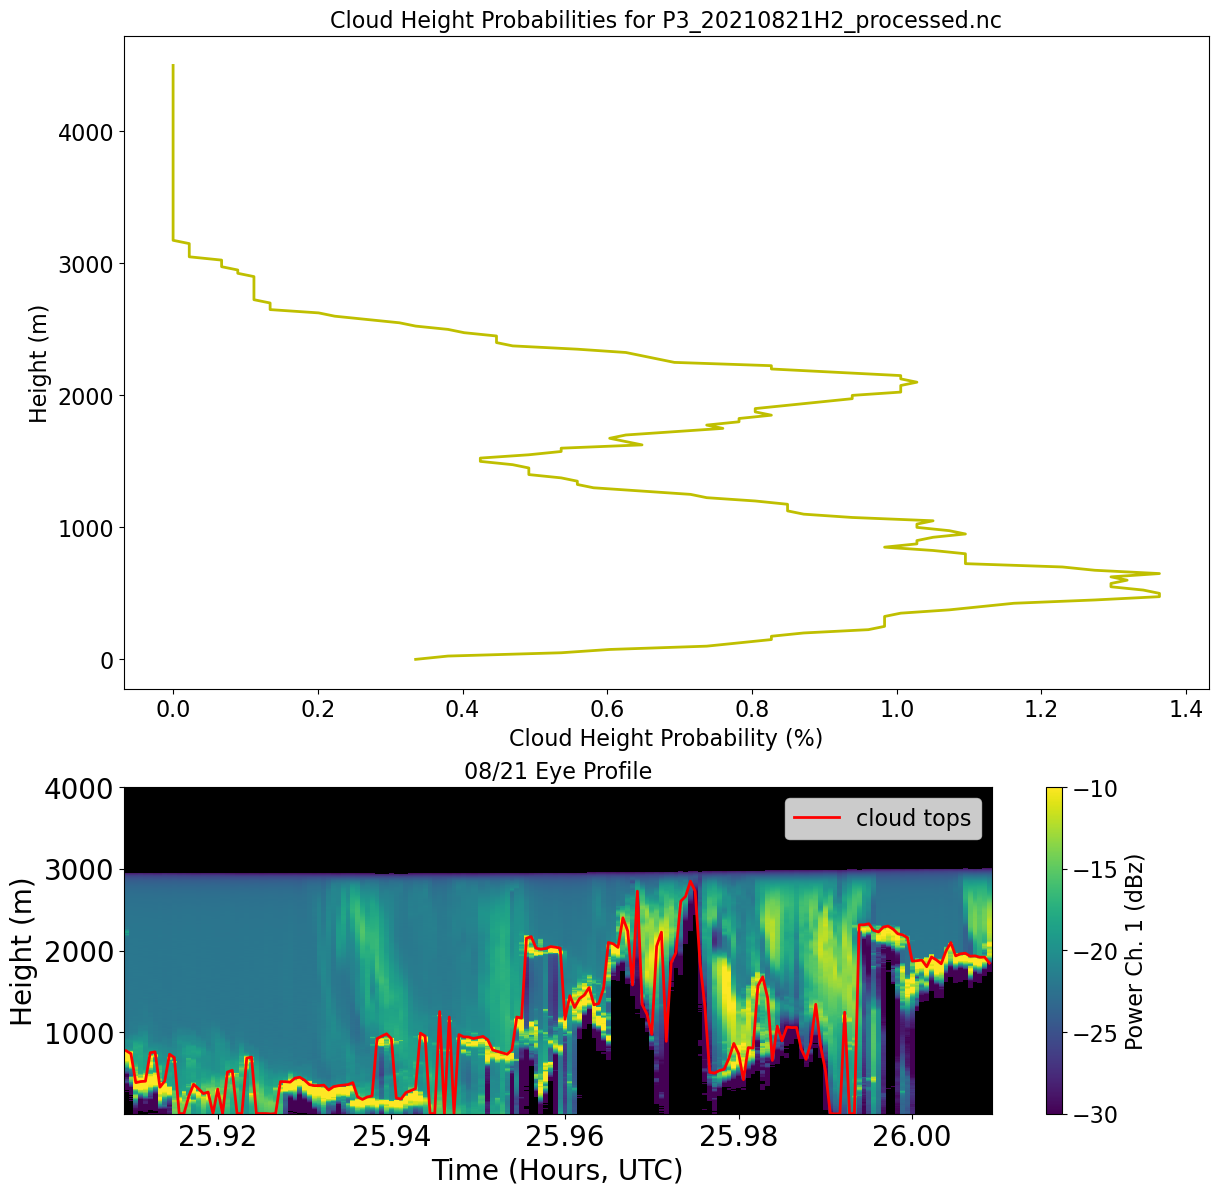 Cloud Height Probabilities for P3_20210821H2_processed.nc
4000
3000
2000
1000
0
Height (m)
0.0 0.2 0.4 0.6 0.8 1.0 1.2 1.4
Cloud Height Probability (%)
08/21 Eye Profile
4000
3000
2000
1000
Height (m)
cloud tops
25.92 25.94 25.96 25.98 26.00
Time (Hours, UTC)
−10
−15
−20
−25
−30
Power Ch. 1 (dBz)